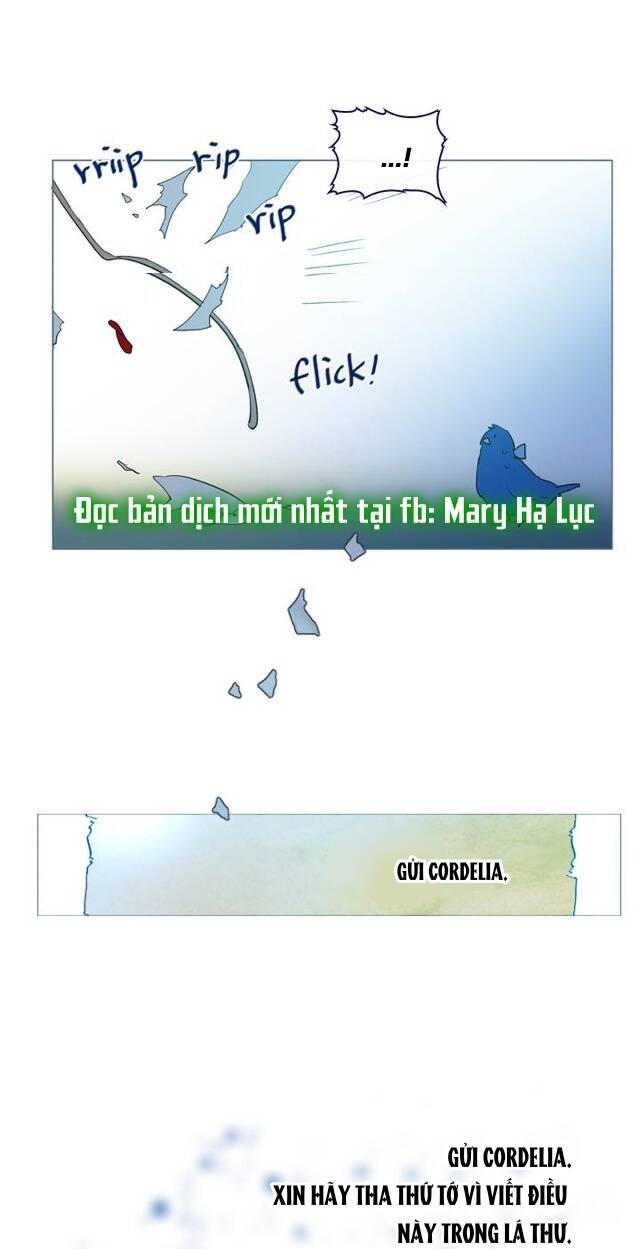 ...!
rriip
rip
rip
flick!
Đọc bản dịch mới nhất tại fb: Mary Hạ Lục
GỬI CORDELIA.
GỬI CORDELIA.
XIN HÃY THA THỨ TỚ VÌ VIẾT ĐIỀU
NÀY TRONG LÁ THƯ.